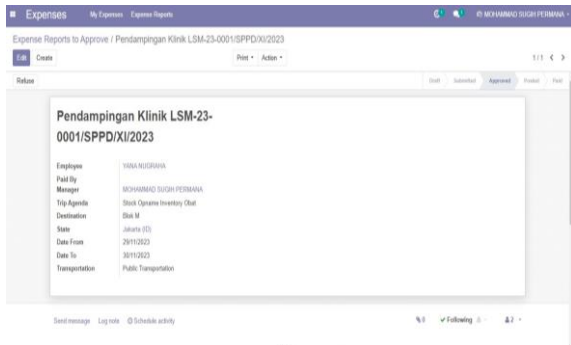 Expenses My Expenses Expense Reports MOHAMMAD SUGIH PERMANA
Expense Reports to Approve / Pendampingan Klinik LSM-23-0001/SPPD/XI/2023
Edit Create Print Action 1/1
Refuse Draft Submitted Approved Posted Paid
Pendampingan Klinik LSM-23-
0001/SPPD/XI/2023
Employee YANA NUGRAHA
Paid By
Manager MOHAMMAD SUGIH PERMANA
Trip Agenda Stock Opname Inventory Obat
Destination Blok M
State Jakarta (ID)
Date From 29/11/2023
Date To 30/11/2023
Transportation Public Transportation
Send message Log note Schedule activity 0 Following 2